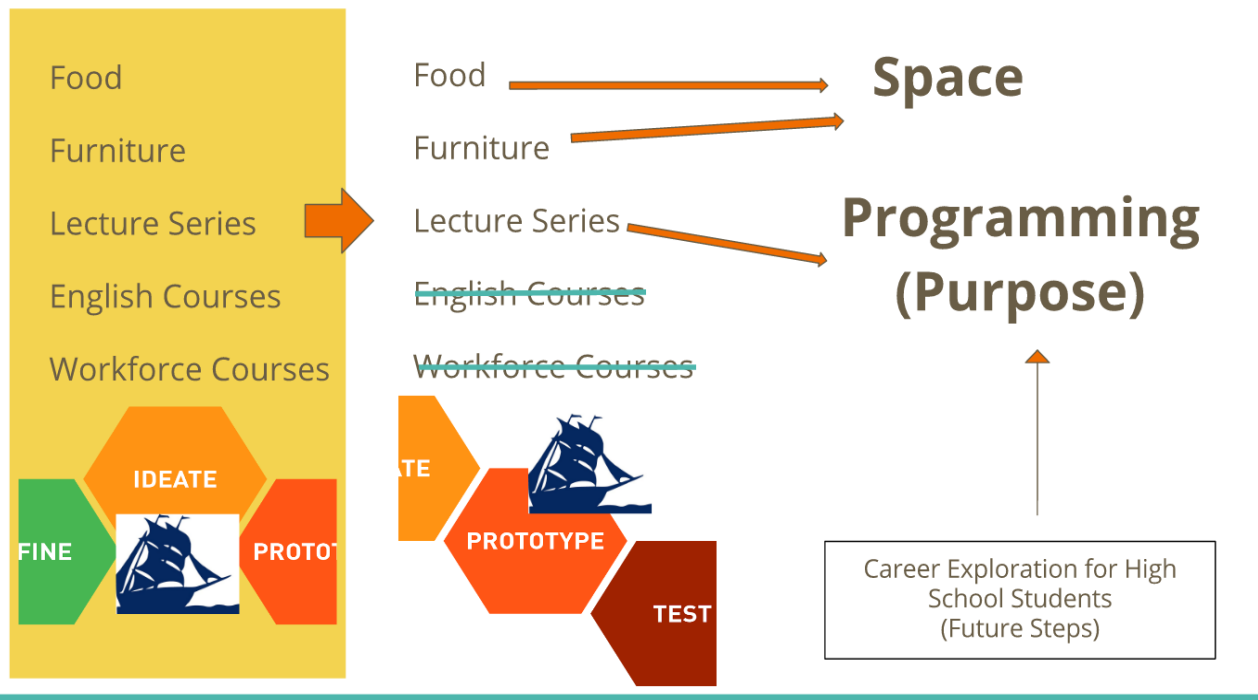 Food
Furniture
Lecture Series
English Courses
Workforce Courses
IDEATE
FINE
PROTOT
Food
Furniture
Lecture Series
English Courses
Workforce Courses
ATE
PROTOTYPE
TEST
Space
Programming
(Purpose)
Career Exploration for High
School Students
(Future Steps)